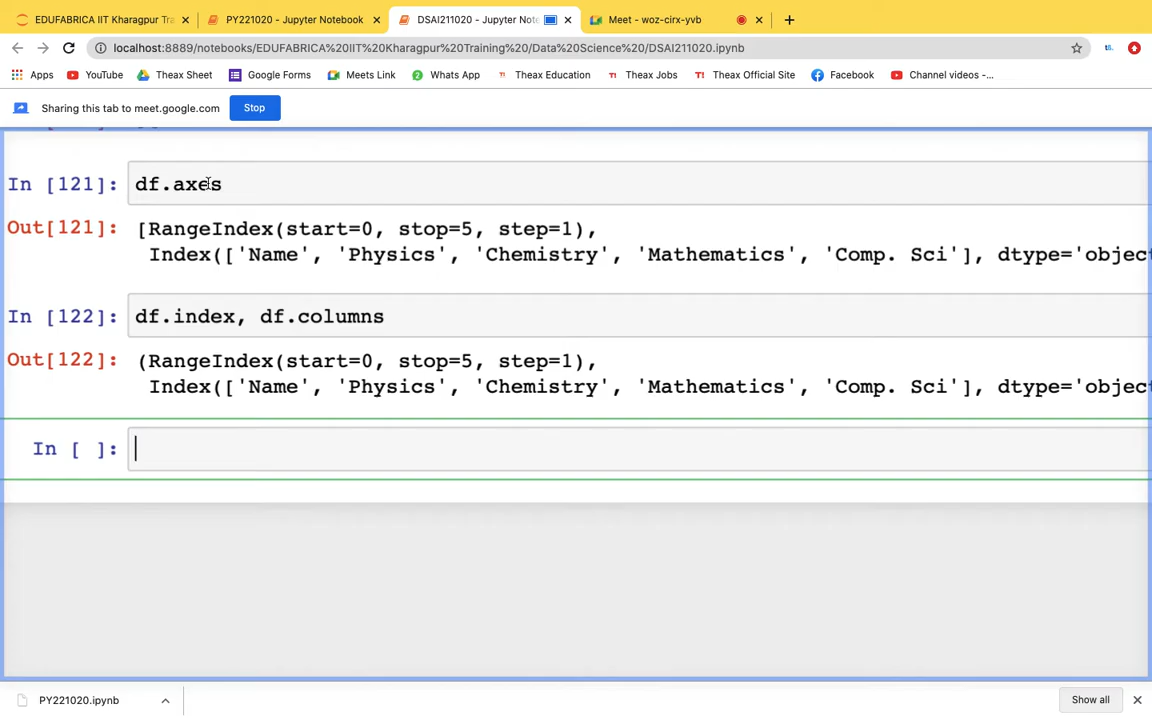 EDUFABRICA IIT Kharagpur Tra
PY221020 - Jupyter Notebook
DSAI211020 - Jupyter Note
Meet - woz-cirx-yvb
localhost:8889/notebooks/EDUFABRICA%20IIT%20Kharagpur%20Training%20/Data%20Science%20/DSAI211020.ipynb
Apps YouTube Theax Sheet Google Forms Meets Link Whats App Theax Education Theax Jobs Theax Official Site Facebook Channel videos -...
Sharing this tab to meet.google.com Stop
In [121]: df.axes
Out[121]: [RangeIndex(start=0, stop=5, step=1),
Index(['Name', 'Physics', 'Chemistry', 'Mathematics', 'Comp. Sci'], dtype='objec
In [122]: df.index, df.columns
Out[122]: (RangeIndex(start=0, stop=5, step=1),
Index(['Name', 'Physics', 'Chemistry', 'Mathematics', 'Comp. Sci'], dtype='objec
In [ ]:
PY221020.ipynb
Show all